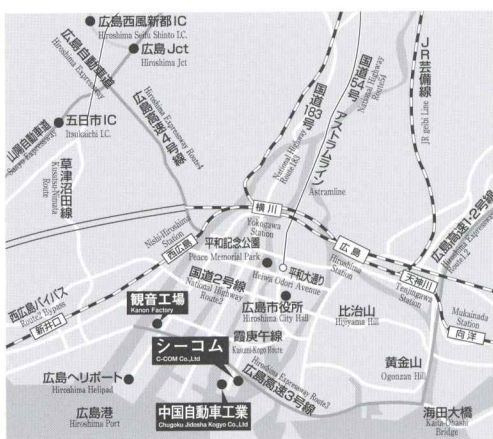 広島西風新都IC
Hiroshima Seifu Shinto I.C.
広島Jct
Hiroshima Jct
広島自動車道
Hiroshima Expressway
広島高速4号線
Hiroshima Expressway Route4
五日市IC
Itsukaichi I.C.
山陽自動車道
Sanyo Expressway
草津沼田線
Kusatsu-Numata
Route
国道183号
National Highway
Route183
国道54号
National Highway
Route54
アストラムライン
Astramline
JR芸備線
JR geibi Line
横川
Yokogawa
Station
西広島
Nishi-Hiroshima
Station
平和記念公園
Peace Memorial Park
平和大通り
Heiwa Odori Avenue
広島
Hiroshima
Station
広島高速1・2号線
Hiroshima Expressway
Route1・2
天神川
Tenjingawa
Station
Mukainada
Station
向洋
国道2号線
National Highway
Route2
広島市役所
Hiroshima City Hall
比治山
Hijiyama Hill
西広島バイパス
Route2 Bypass
新井口
観音工場
Kanon Factory
霞庚午線
Kasumi-Kogo Route
シーコム
C-COM Co.,Ltd
黄金山
Ogonzan Hill
広島ヘリポート
Hiroshima Helipad
Hiroshima Expressway Route3
広島高速3号線
広島港
Hiroshima Port
中国自動車工業
Chugoku Jidosha Kogyo Co.,Ltd
海田大橋
Kaita-Ohashi
Bridge